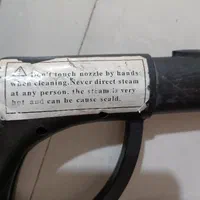 Don't touch nozzle by hands
when cleaning.Never direct steam
at any person. the steam is very
hot and can be cause scald.